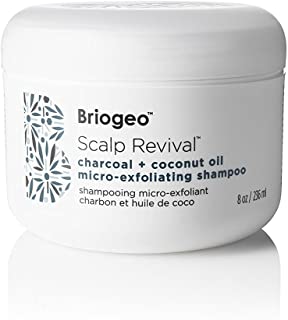 Briogeo™
Scalp Revival™
charcoal + coconut oil
micro-exfoliating shampoo
shampooing micro-exfoliant
charbon et huile de coco
8 oz / 236 ml